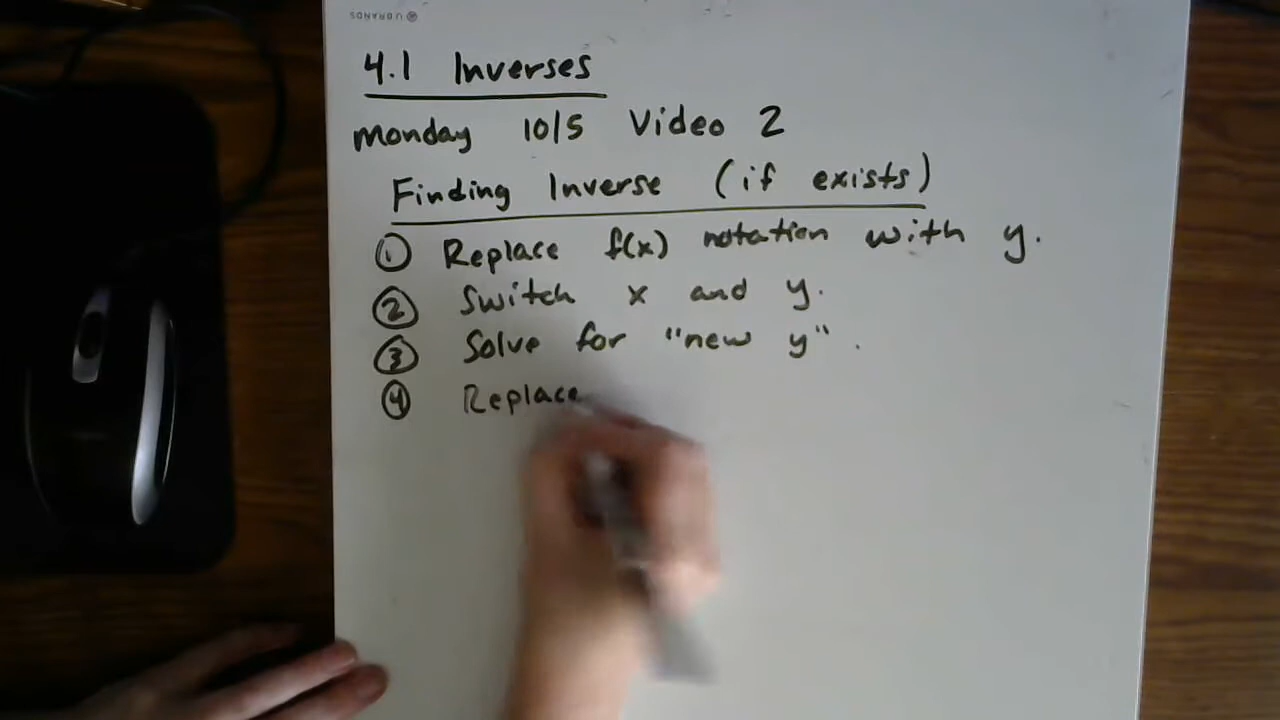 UBRANDS
4.1 Inverses
Monday 10/5 Video 2
Finding Inverse (if exists)
① Replace f(x) notation with y.
② Switch x and y.
③ Solve for "new y".
④ Replace